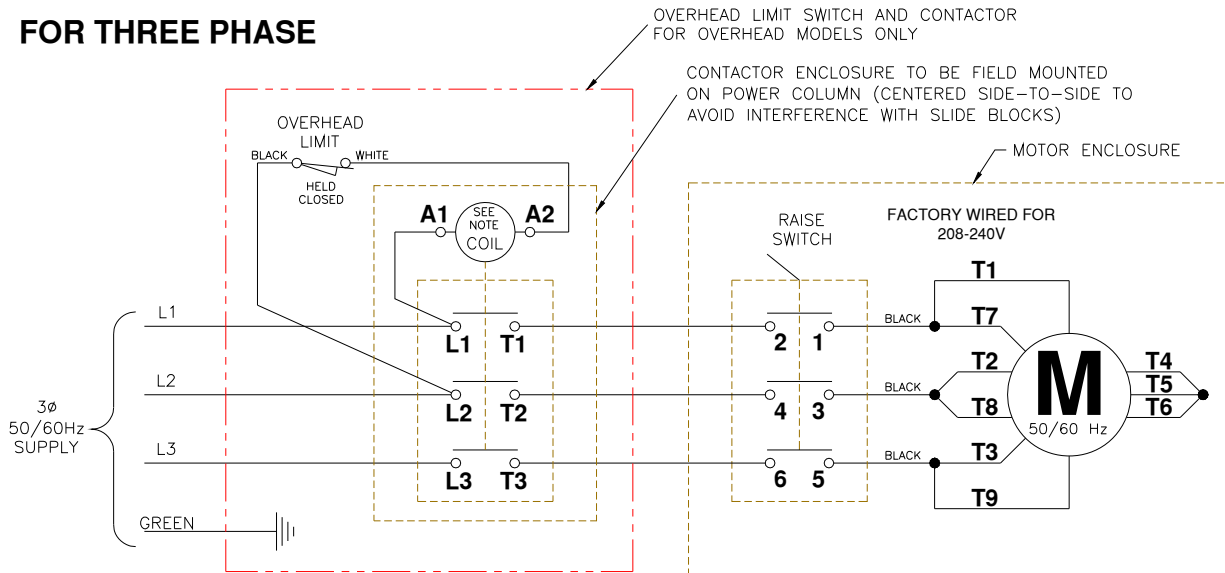 FOR THREE PHASE
OVERHEAD LIMIT SWITCH AND CONTACTOR
FOR OVERHEAD MODELS ONLY
CONTACTOR ENCLOSURE TO BE FIELD MOUNTED
ON POWER COLUMN (CENTERED SIDE-TO-SIDE TO
AVOID INTERFERENCE WITH SLIDE BLOCKS)
MOTOR ENCLOSURE
OVERHEAD
LIMIT
BLACK
WHITE
HELD
CLOSED
A1
SEE
NOTE
COIL
A2
RAISE
SWITCH
FACTORY WIRED FOR
208-240V
T1
L1
L1
T1
2
1
BLACK
T7
L2
L2
T2
4
3
BLACK
T2
T8
M
50/60 Hz
T4
T5
T6
3ø
50/60Hz
SUPPLY
L3
L3
T3
6
5
BLACK
T3
T9
GREEN